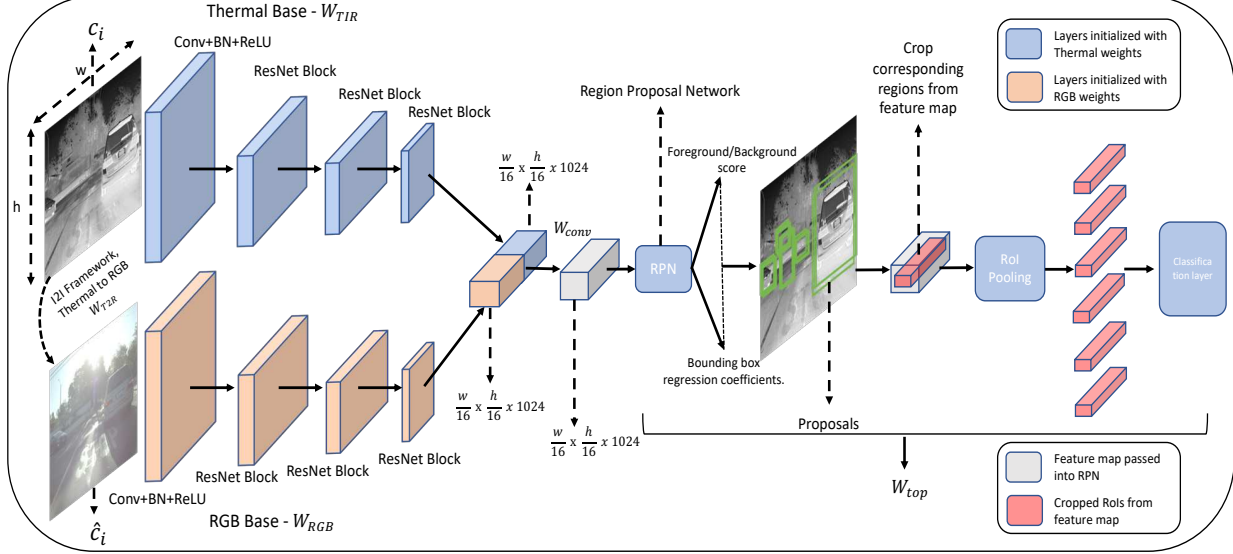 Thermal Base - W_TIR
c_i
w
h
Conv+BN+ReLU
ResNet Block
ResNet Block
ResNet Block
I2I Framework,
Thermal to RGB
W_T2R
w/16 x h/16 x 1024
W_conv
Region Proposal Network
RPN
Foreground/Background
score
Bounding box
regression coefficients.
Crop
corresponding
regions from
feature map
RoI
Pooling
Classifica
tion layer
Layers initialized with
Thermal weights
Layers initialized with
RGB weights
w/16 x h/16 x 1024
w/16 x h/16 x 1024
Proposals
W_top
ResNet Block
ResNet Block
ResNet Block
Conv+BN+ReLU
ĉ_i
RGB Base - W_RGB
Feature map passed
into RPN
Cropped RoIs from
feature map